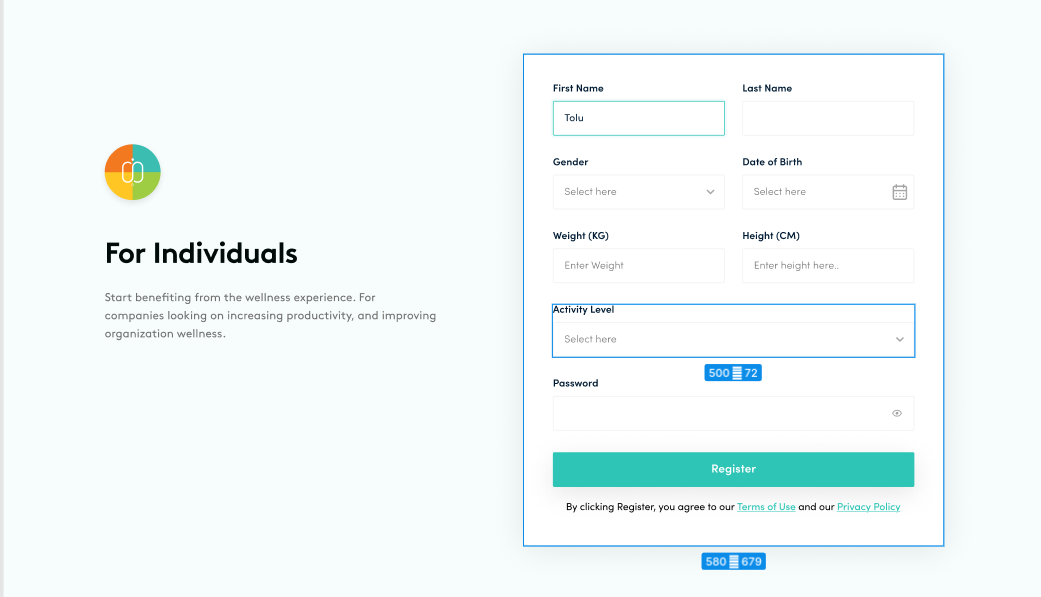 For Individuals
Start benefiting from the wellness experience. For
companies looking on increasing productivity, and improving
organization wellness.
First Name
Last Name
Tolu
Gender
Date of Birth
Select here
Select here
Weight (KG)
Height (CM)
Enter Weight
Enter height here..
Activity Level
Select here
500 72
Password
Register
By clicking Register, you agree to our Terms of Use and our Privacy Policy
580 679